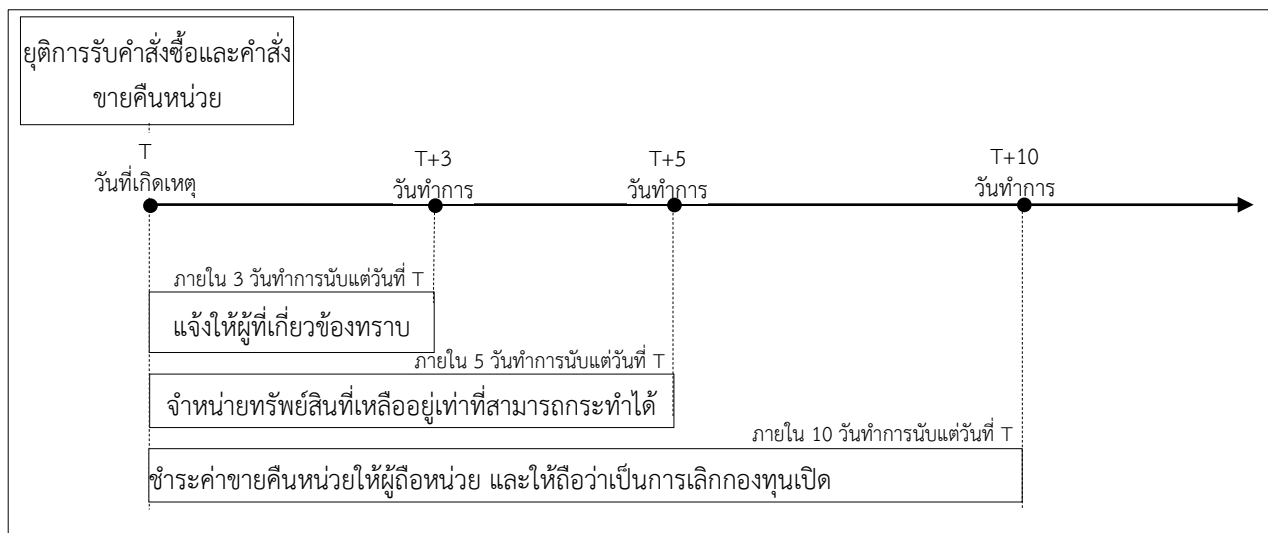 ยุติการรับคำสั่งซื้อและคำสั่ง
ขายคืนหน่วย
T
วันที่เกิดเหตุ
T+3
วันทำการ
T+5
วันทำการ
T+10
วันทำการ
ภายใน 3 วันทำการนับแต่วันที่ T
แจ้งให้ผู้ที่เกี่ยวข้องทราบ
ภายใน 5 วันทำการนับแต่วันที่ T
จำหน่ายทรัพย์สินที่เหลืออยู่เท่าที่สามารถกระทำได้
ภายใน 10 วันทำการนับแต่วันที่ T
ชำระค่าขายคืนหน่วยให้ผู้ถือหน่วย และให้ถือว่าเป็นการเลิกกองทุนเปิด